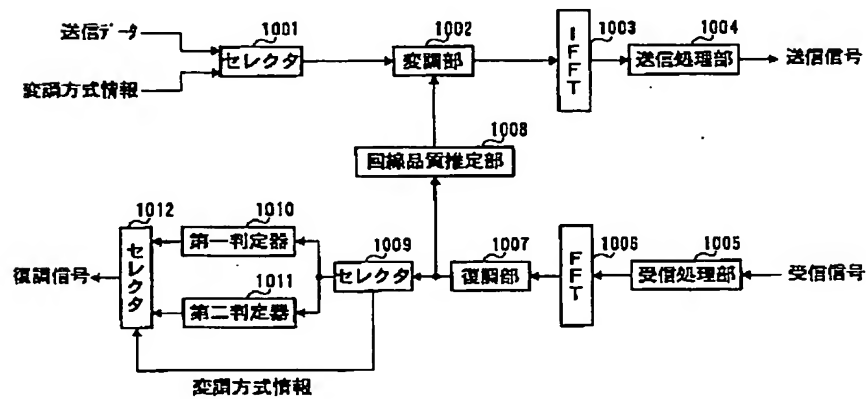 送信データ
変調方式情報
1001
セレクタ
1002
変調部
IFFT
1003
1004
送信処理部
送信信号
1008
回線品質推定部
1012
セレクタ
復調信号
1010
第一判定器
1011
第二判定器
1009
セレクタ
1007
復調部
FFT
1006
1005
受信処理部
受信信号
変調方式情報